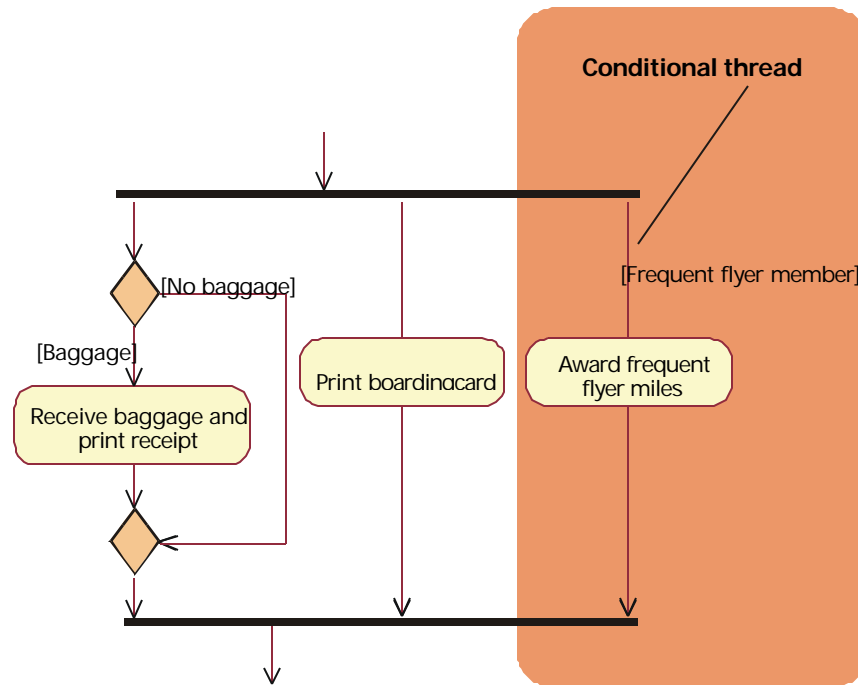 Conditional thread
[No baggage]
[Frequent flyer member]
[Baggage]
Print boardingcard
Award frequent
flyer miles
Receive baggage and
print receipt